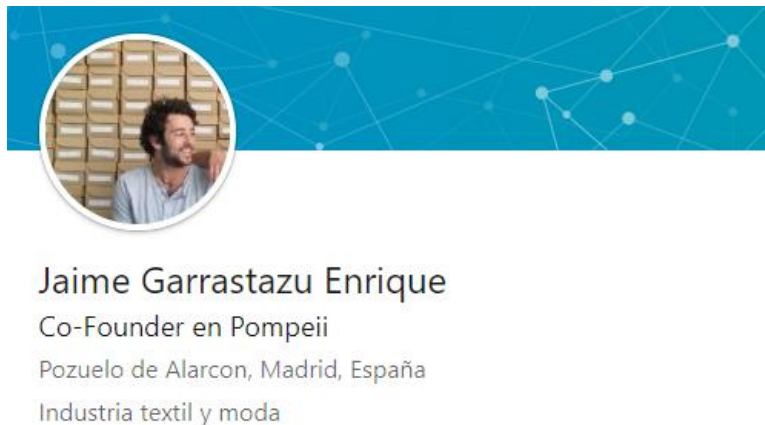 Jaime Garrastazu Enrique
Co-Founder en Pompeii
Pozuelo de Alarcon, Madrid, España
Industria textil y moda